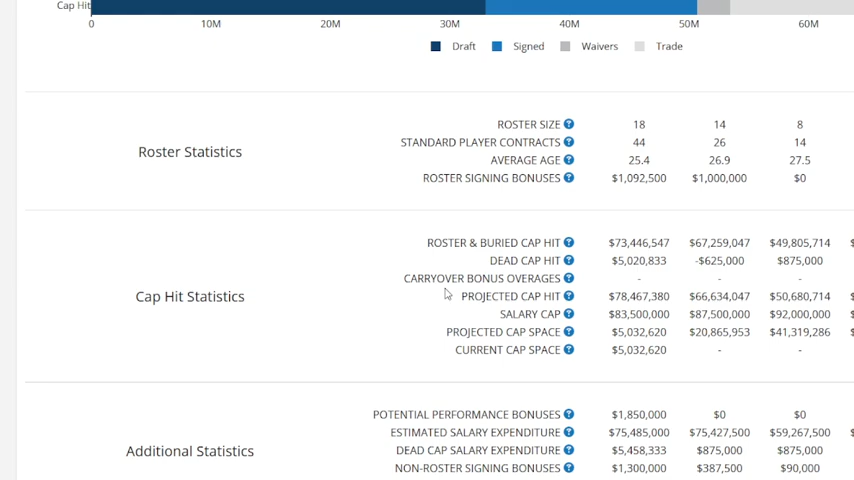 Cap Hit
0 10M 20M 30M 40M 50M 60M
Draft Signed Waivers Trade
ROSTER SIZE ? 18 14 8
STANDARD PLAYER CONTRACTS ? 44 26 14
Roster Statistics
AVERAGE AGE ? 25.4 26.9 27.5
ROSTER SIGNING BONUSES ? $1,092,500 $1,000,000 $0
ROSTER & BURIED CAP HIT ? $73,446,547 $67,259,047 $49,805,714
DEAD CAP HIT ? $5,020,833 -$625,000 $875,000
CARRYOVER BONUS OVERAGES ? - - -
Cap Hit Statistics
PROJECTED CAP HIT ? $78,467,380 $66,634,047 $50,680,714
SALARY CAP ? $83,500,000 $87,500,000 $92,000,000
PROJECTED CAP SPACE ? $5,032,620 $20,865,953 $41,319,286
CURRENT CAP SPACE ? $5,032,620 - -
POTENTIAL PERFORMANCE BONUSES ? $1,850,000 $0 $0
ESTIMATED SALARY EXPENDITURE ? $75,485,000 $75,427,500 $59,267,500
Additional Statistics
DEAD CAP SALARY EXPENDITURE ? $5,458,333 $875,000 $875,000
NON-ROSTER SIGNING BONUSES ? $1,300,000 $387,500 $90,000